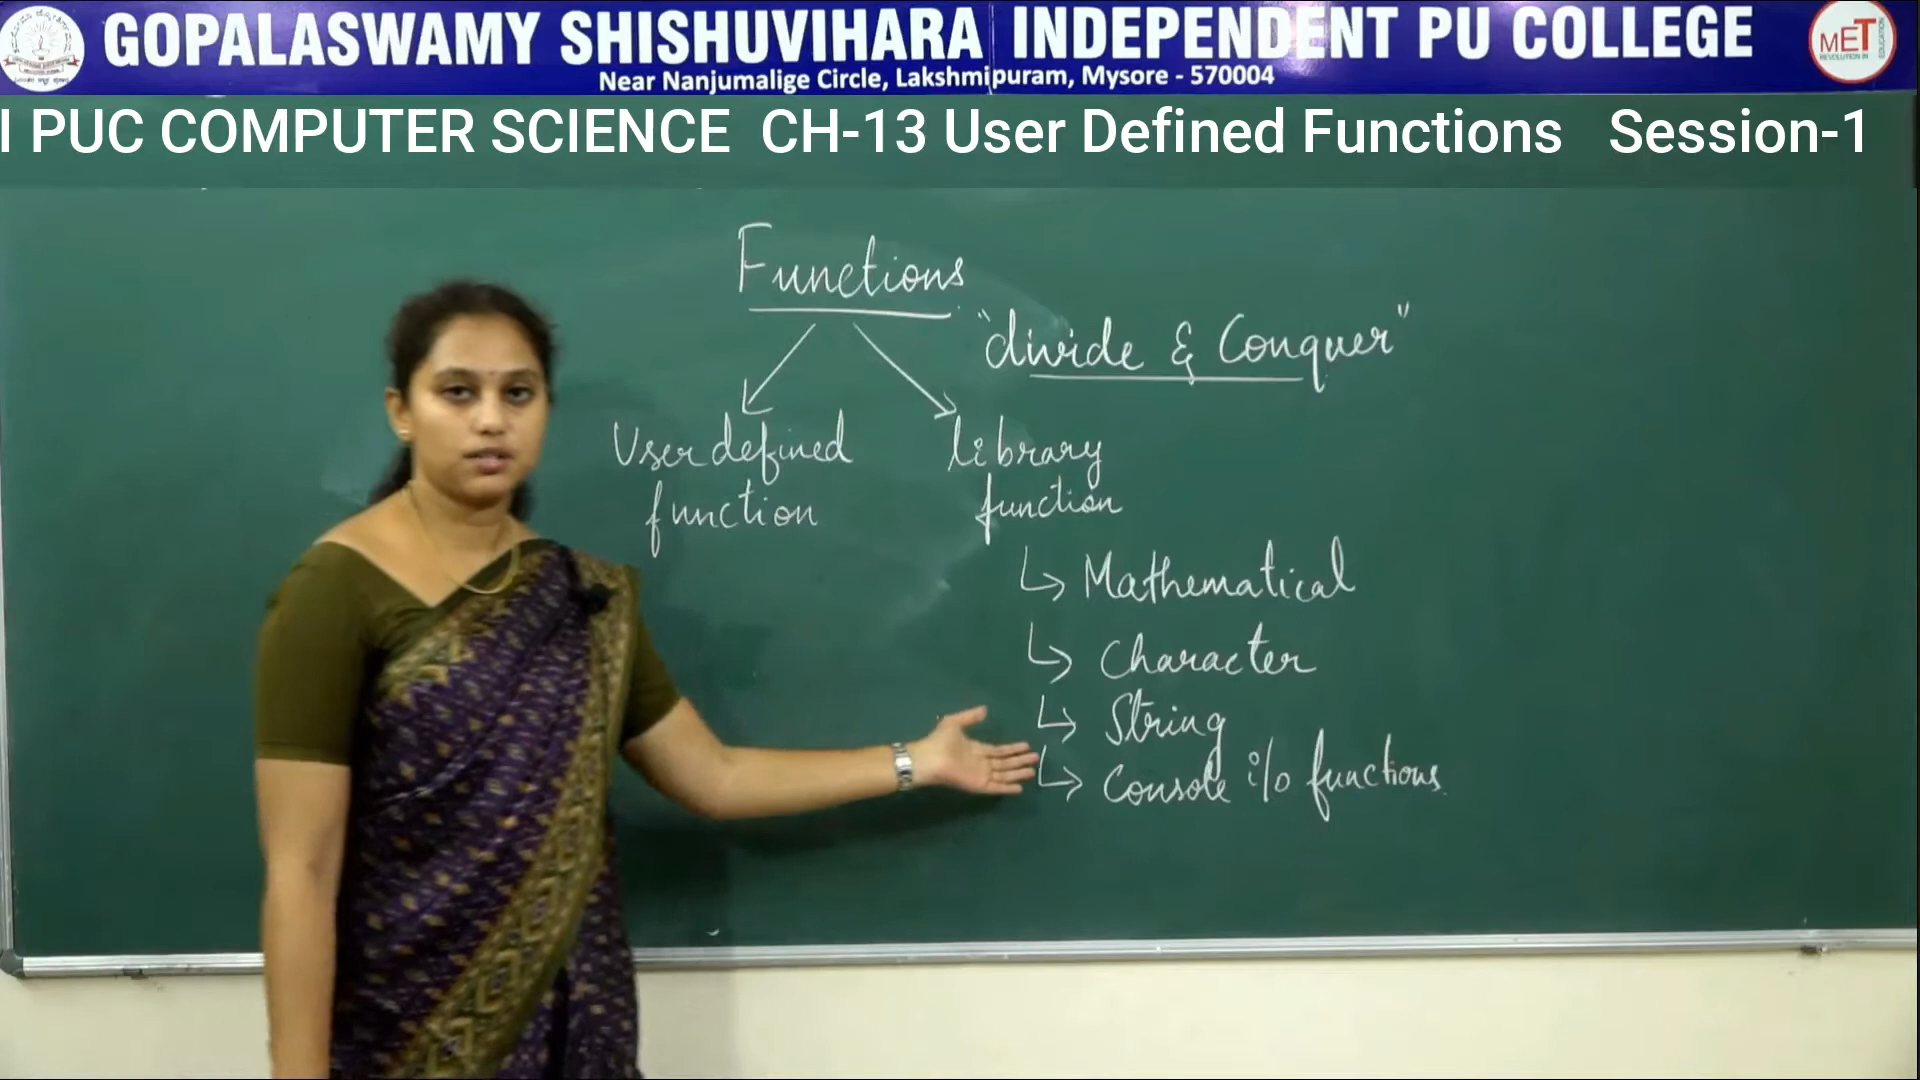 GOPALASWAMY SHISHUVIHARA INDEPENDENT PU COLLEGE
Near Nanjumalige Circle, Lakshmipuram, Mysore - 570004
MET
I PUC COMPUTER SCIENCE CH-13 User Defined Functions Session-1
Functions
"divide & Conquer"
User defined
function
library
function
↳ Mathematical
↳ Character
↳ String
↳ Console i/o functions